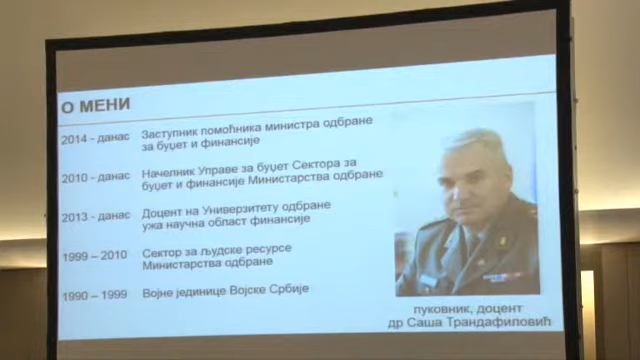 О МЕНИ
2014 - данас Заступник помоћника министра одбране
за буџет и финансије
2010 - данас Начелник Управе за буџет Сектора за
буџет и финансије Министарства одбране
2013 - данас Доцент на Универзитету одбране
ужа научна област финансије
1999 – 2010 Сектор за људске ресурсе
Министарства одбране
1990 – 1999 Војне јединице Војске Србије
пуковник, доцент
др Саша Трандафиловић